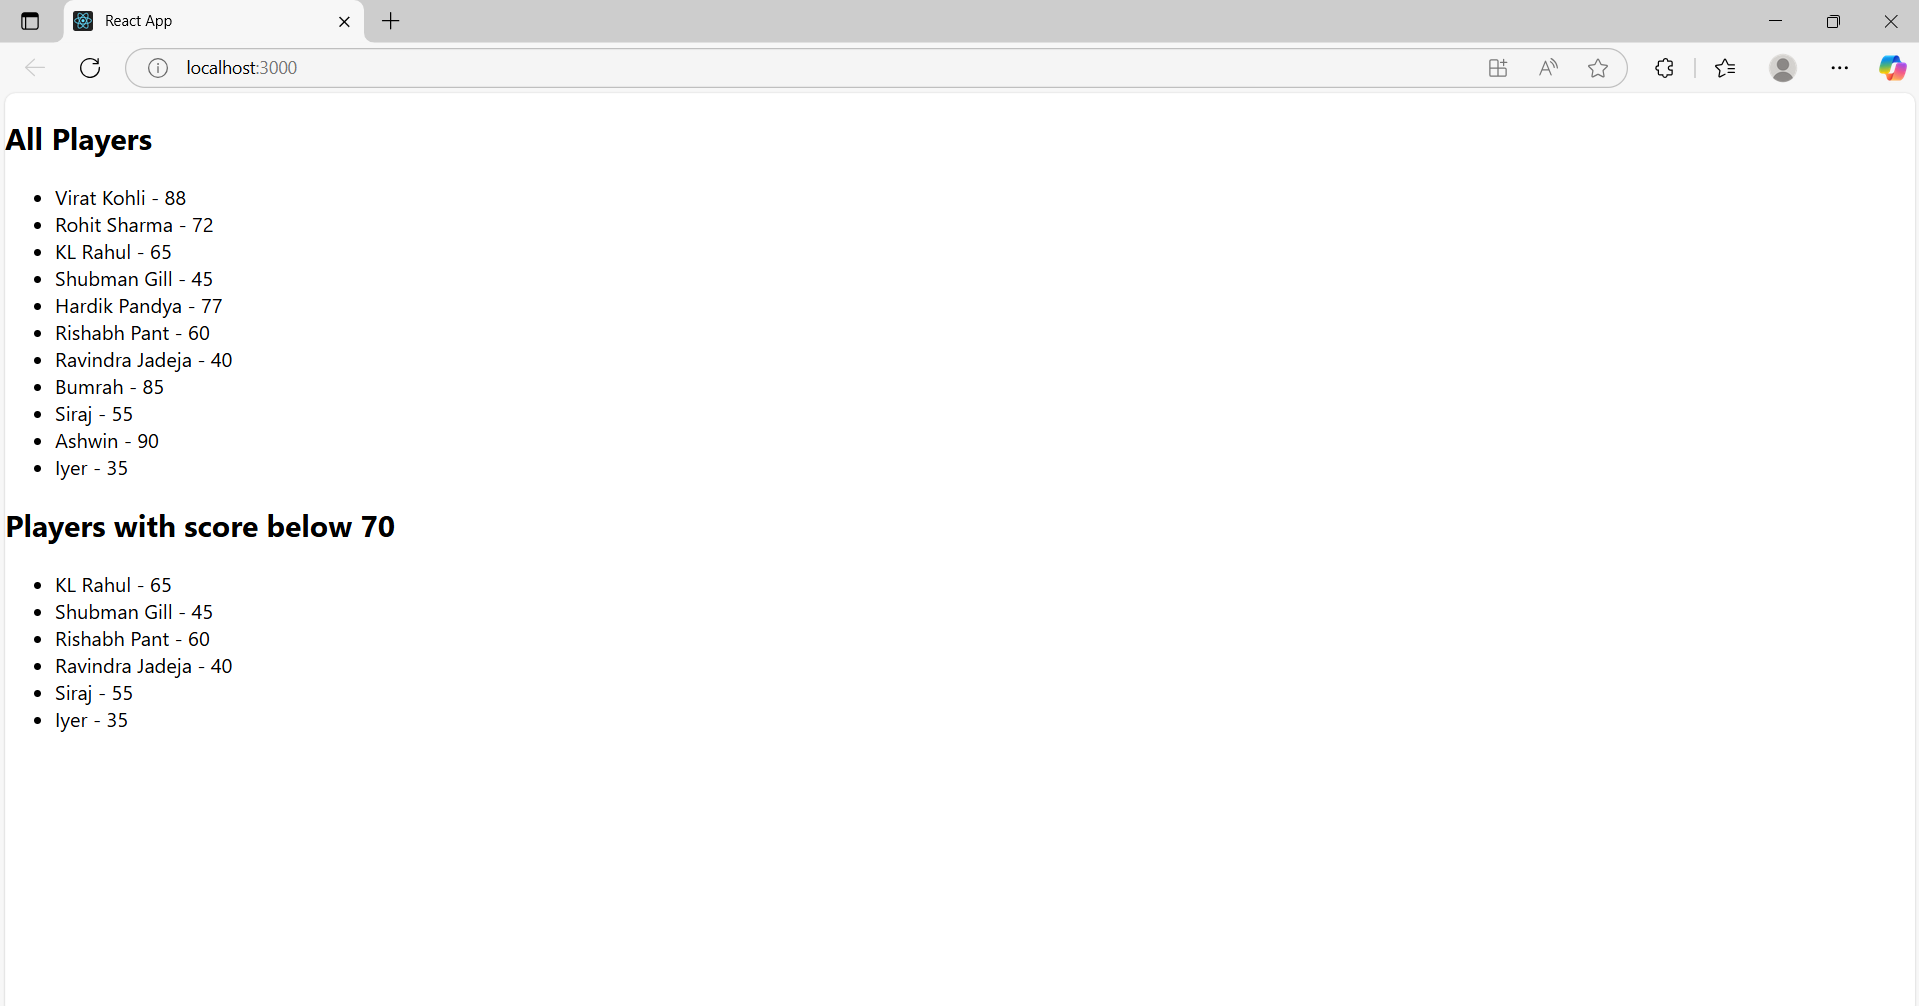 React App
localhost:3000
All Players
• Virat Kohli - 88
• Rohit Sharma - 72
• KL Rahul - 65
• Shubman Gill - 45
• Hardik Pandya - 77
• Rishabh Pant - 60
• Ravindra Jadeja - 40
• Bumrah - 85
• Siraj - 55
• Ashwin - 90
• Iyer - 35
Players with score below 70
• KL Rahul - 65
• Shubman Gill - 45
• Rishabh Pant - 60
• Ravindra Jadeja - 40
• Siraj - 55
• Iyer - 35